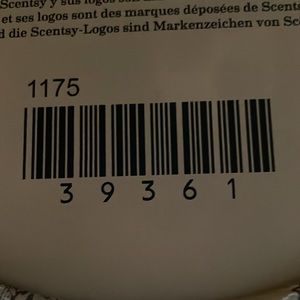 Scentsy y sus logos son
et ses logos sont des marques déposées de Scents
d die Scentsy-Logos sind Markenzeichen von Sc
1175
39361